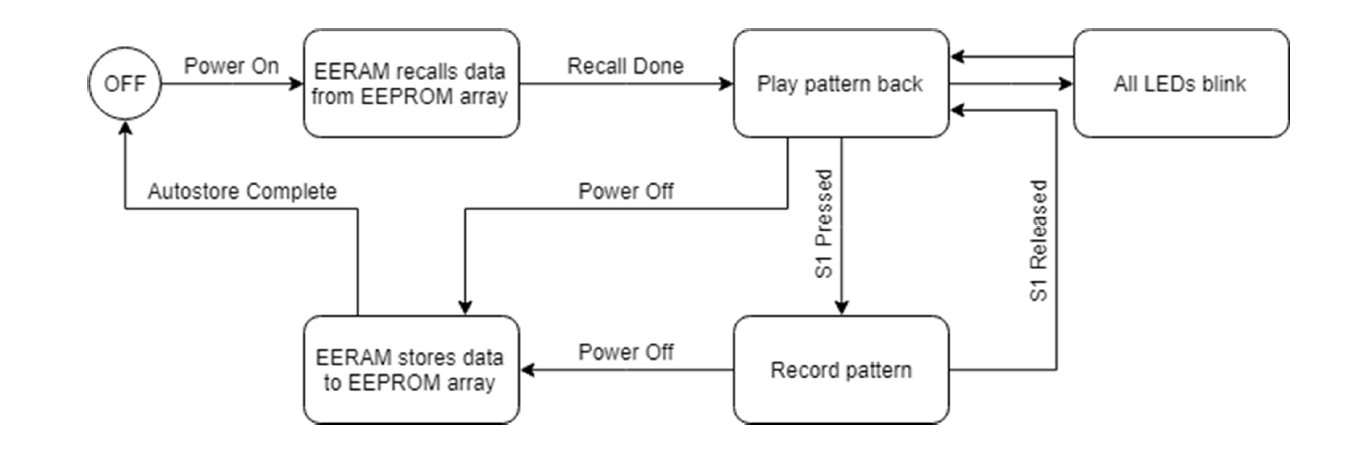 OFF
Power On
EERAM recalls data
from EEPROM array
Recall Done
Play pattern back
All LEDs blink
Autostore Complete
Power Off
S1 Pressed
S1 Released
EERAM stores data
to EEPROM array
Power Off
Record pattern